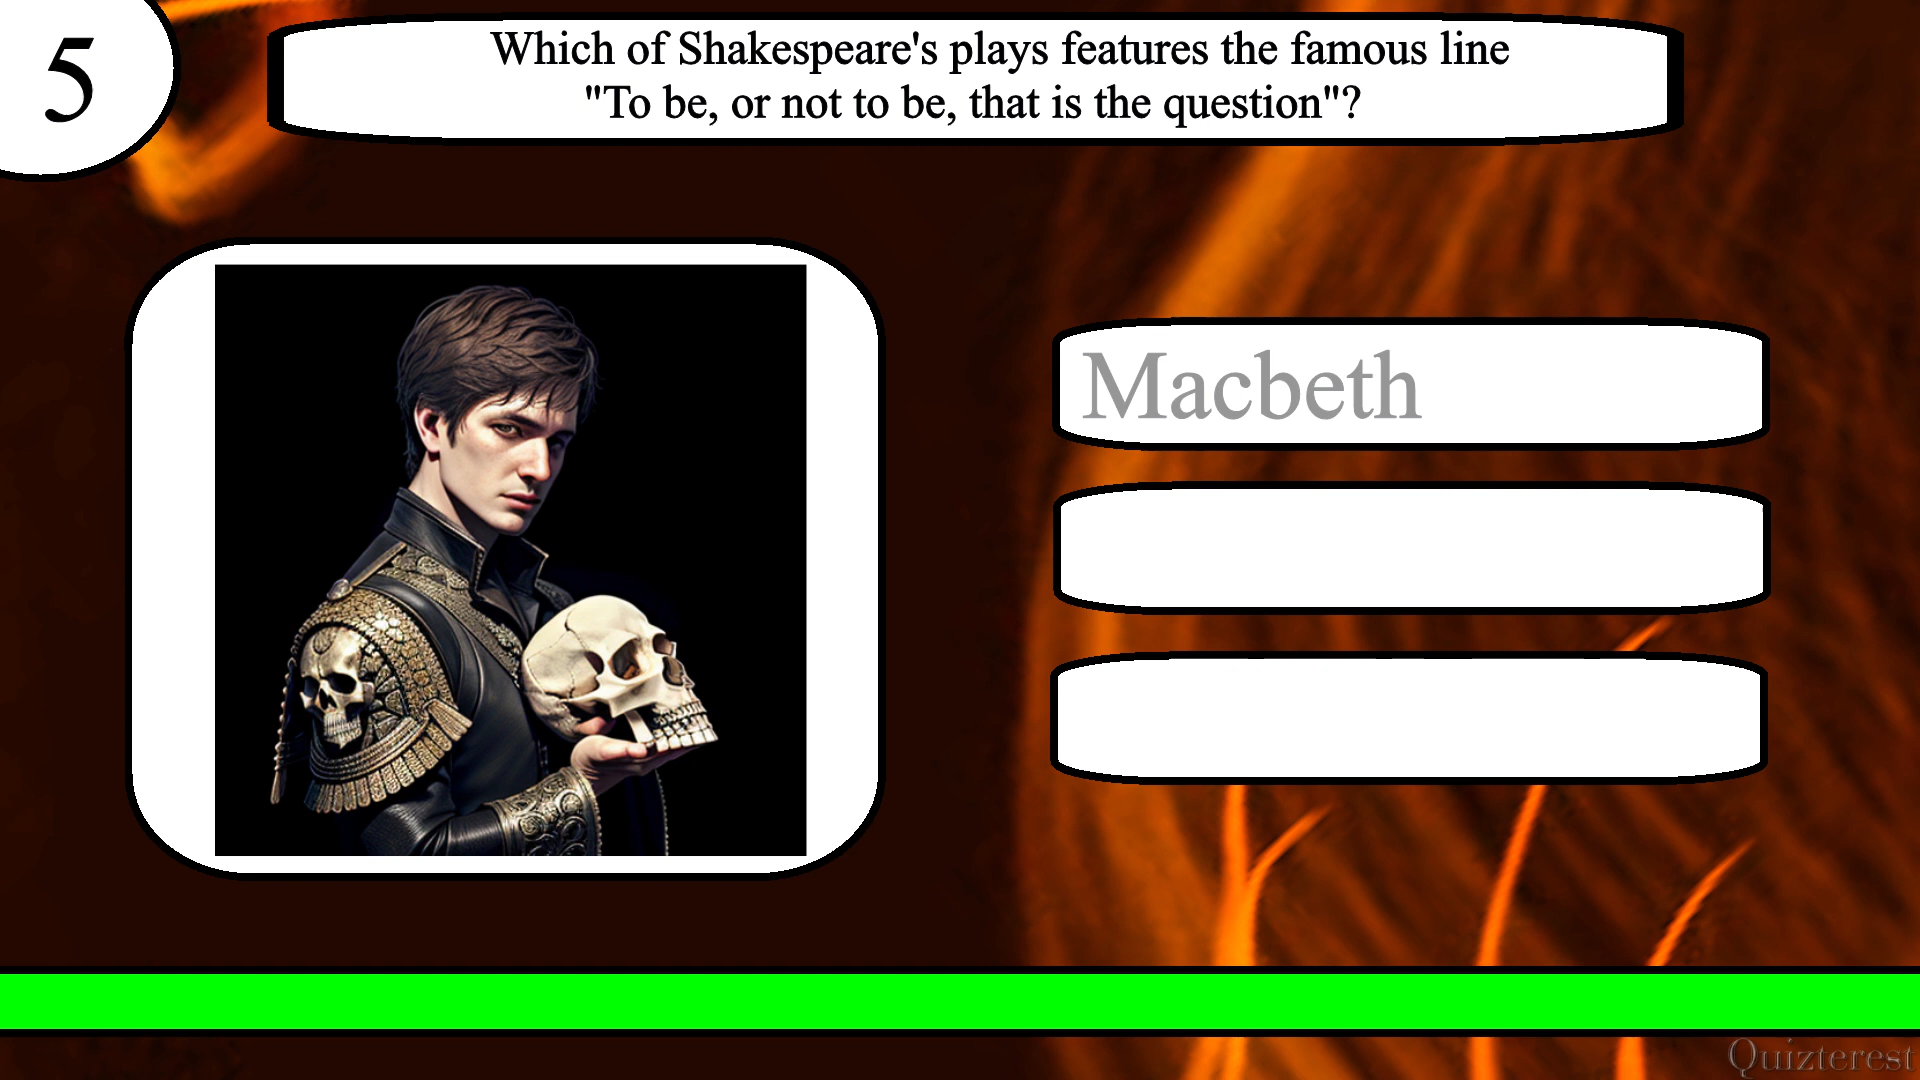 5
Which of Shakespeare's plays features the famous line
"To be, or not to be, that is the question"?
Macbeth
Quizterest